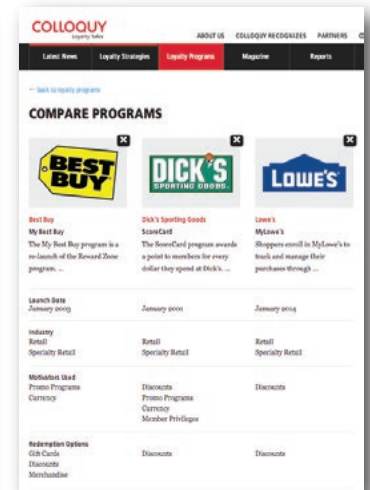 COLLOQUY
Loyalty Talks
ABOUT US COLLOQUY RECOGNIZES PARTNERS
Latest News Loyalty Strategies Loyalty Programs Magazine Reports
← Back to loyalty programs
COMPARE PROGRAMS
BEST BUY
DICK'S SPORTING GOODS
LOWE'S
Best Buy Dick's Sporting Goods Lowe's
My Best Buy ScoreCard MyLowe's
The My Best Buy program is a The ScoreCard program awards Shoppers enroll in MyLowe's to
re-launch of the Reward Zone a point to members for every track and manage their
program. ... dollar they spend at Dick's. ... purchases through ...
Launch Date
January 2003 January 2001 January 2014
Industry
Retail Retail Retail
Specialty Retail Specialty Retail Specialty Retail
Motivators Used
Promo Programs Discounts Discounts
Currency Promo Programs
Currency
Member Privileges
Redemption Options
Gift Cards Discounts Discounts
Discounts
Merchandise